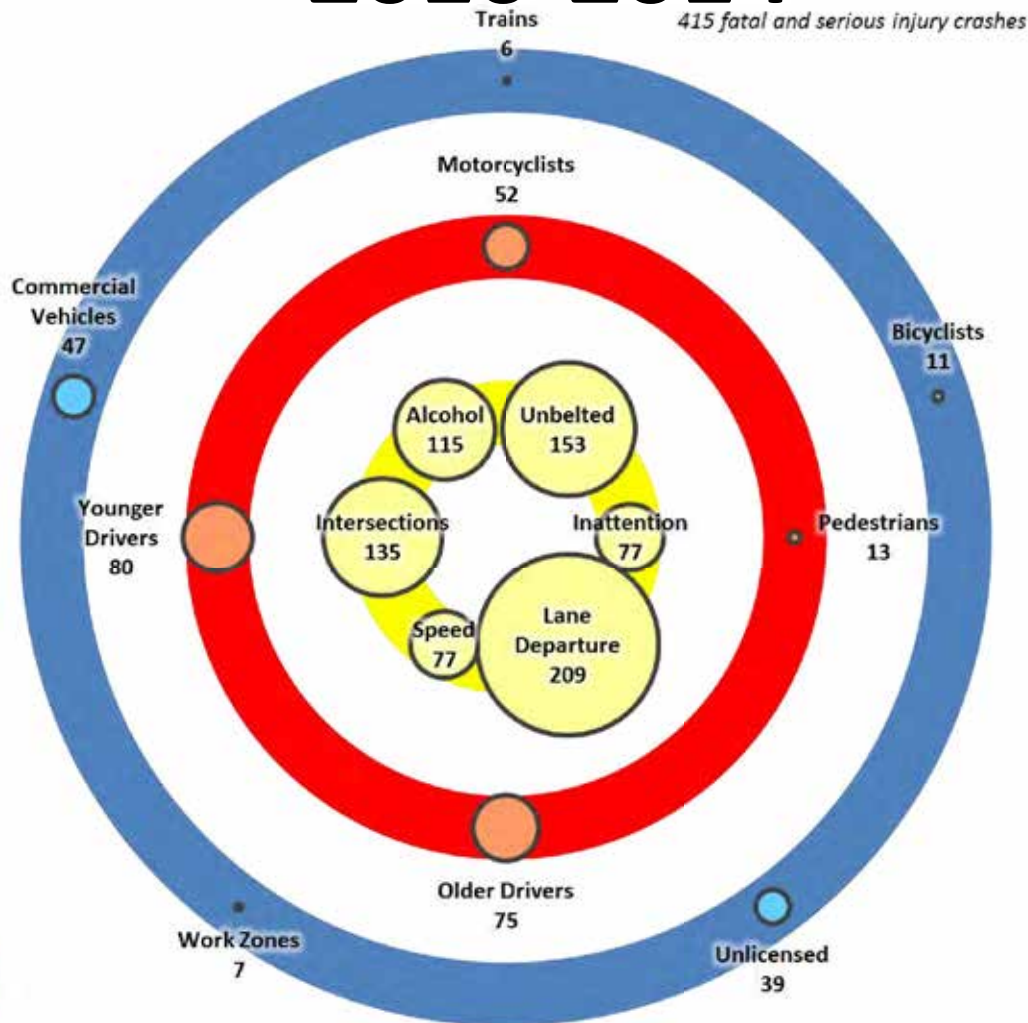 Trains
6
415 fatal and serious injury crashes
Motorcyclists
52
Commercial
Vehicles
47
Bicyclists
11
Alcohol
115
Unbelted
153
Younger
Drivers
80
Intersections
135
Inattention
77
Pedestrians
13
Speed
77
Lane
Departure
209
Older Drivers
75
Work Zones
7
Unlicensed
39